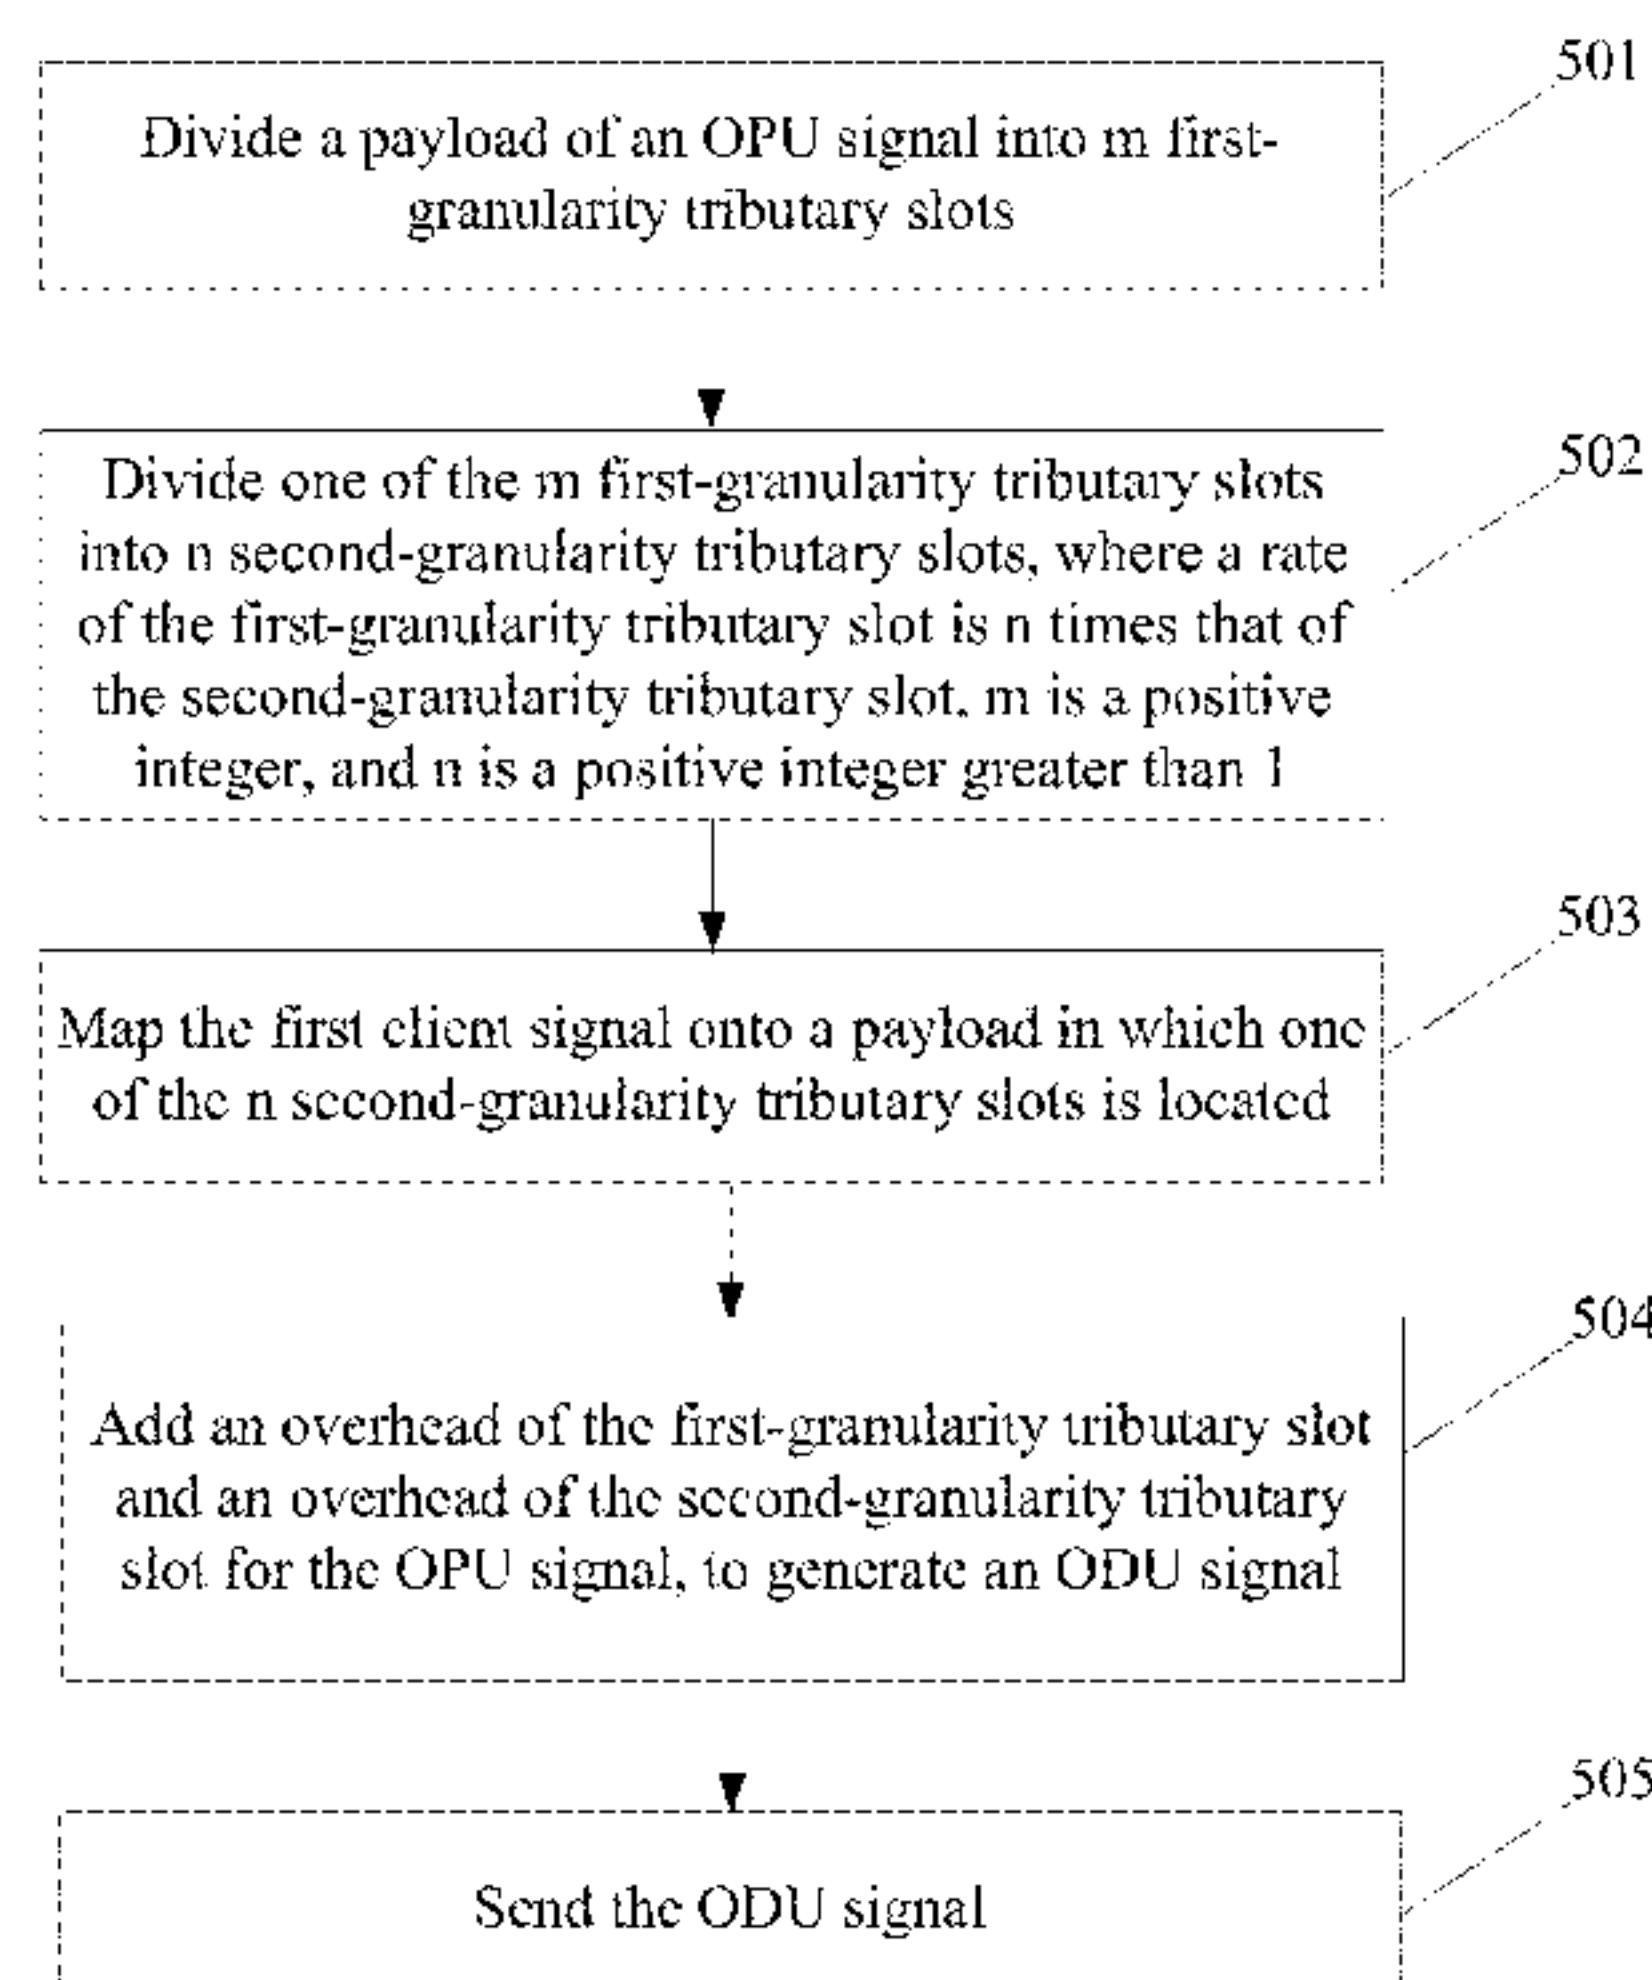 501
Divide a payload of an OPU signal into m first-
granularity tributary slots
502
Divide one of the m first-granularity tributary slots
into n second-granularity tributary slots, where a rate
of the first-granularity tributary slot is n times that of
the second-granularity tributary slot, m is a positive
integer, and n is a positive integer greater than 1
503
Map the first client signal onto a payload in which one
of the n second-granularity tributary slots is located
504
Add an overhead of the first-granularity tributary slot
and an overhead of the second-granularity tributary
slot for the OPU signal, to generate an ODU signal
505
Send the ODU signal